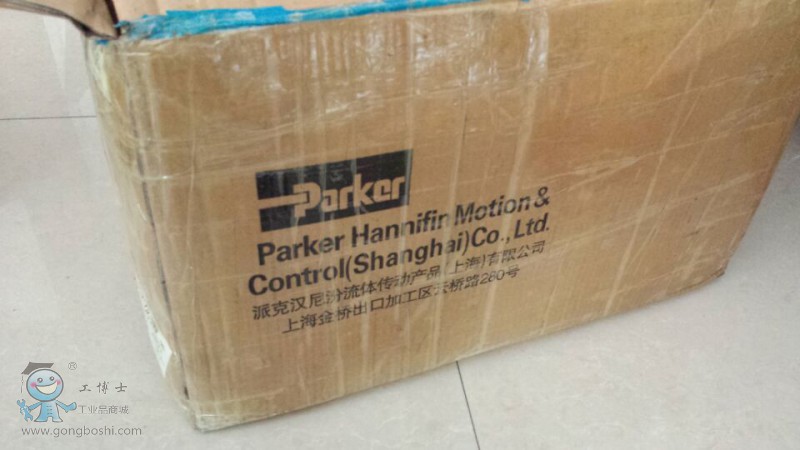 Parker
Parker Hannifin Motion &
Control(Shanghai)Co., Ltd.
派克汉尼汾流体传动产品(上海)有限公司
上海金桥出口加工区云桥路280号
®
工博士
工业品商城
www.gongboshi.com